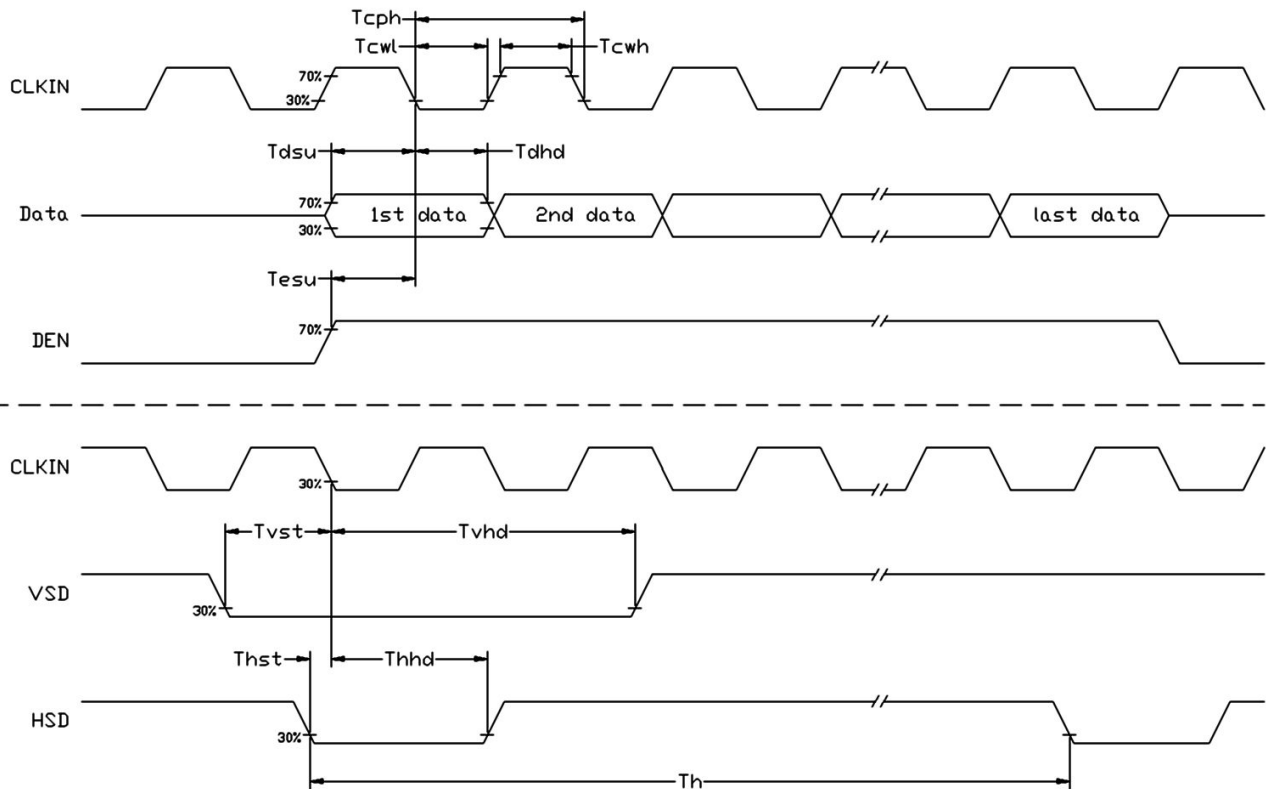 Tcph
Tcwl
Tcwh
CLKIN
70%
30%
Tdsu
Tdhd
Data
70%
30%
1st data
2nd data
last data
Tesu
DEN
70%
CLKIN
30%
Tvst
Tvhd
VSD
30%
Thst
Thhd
HSD
30%
Th